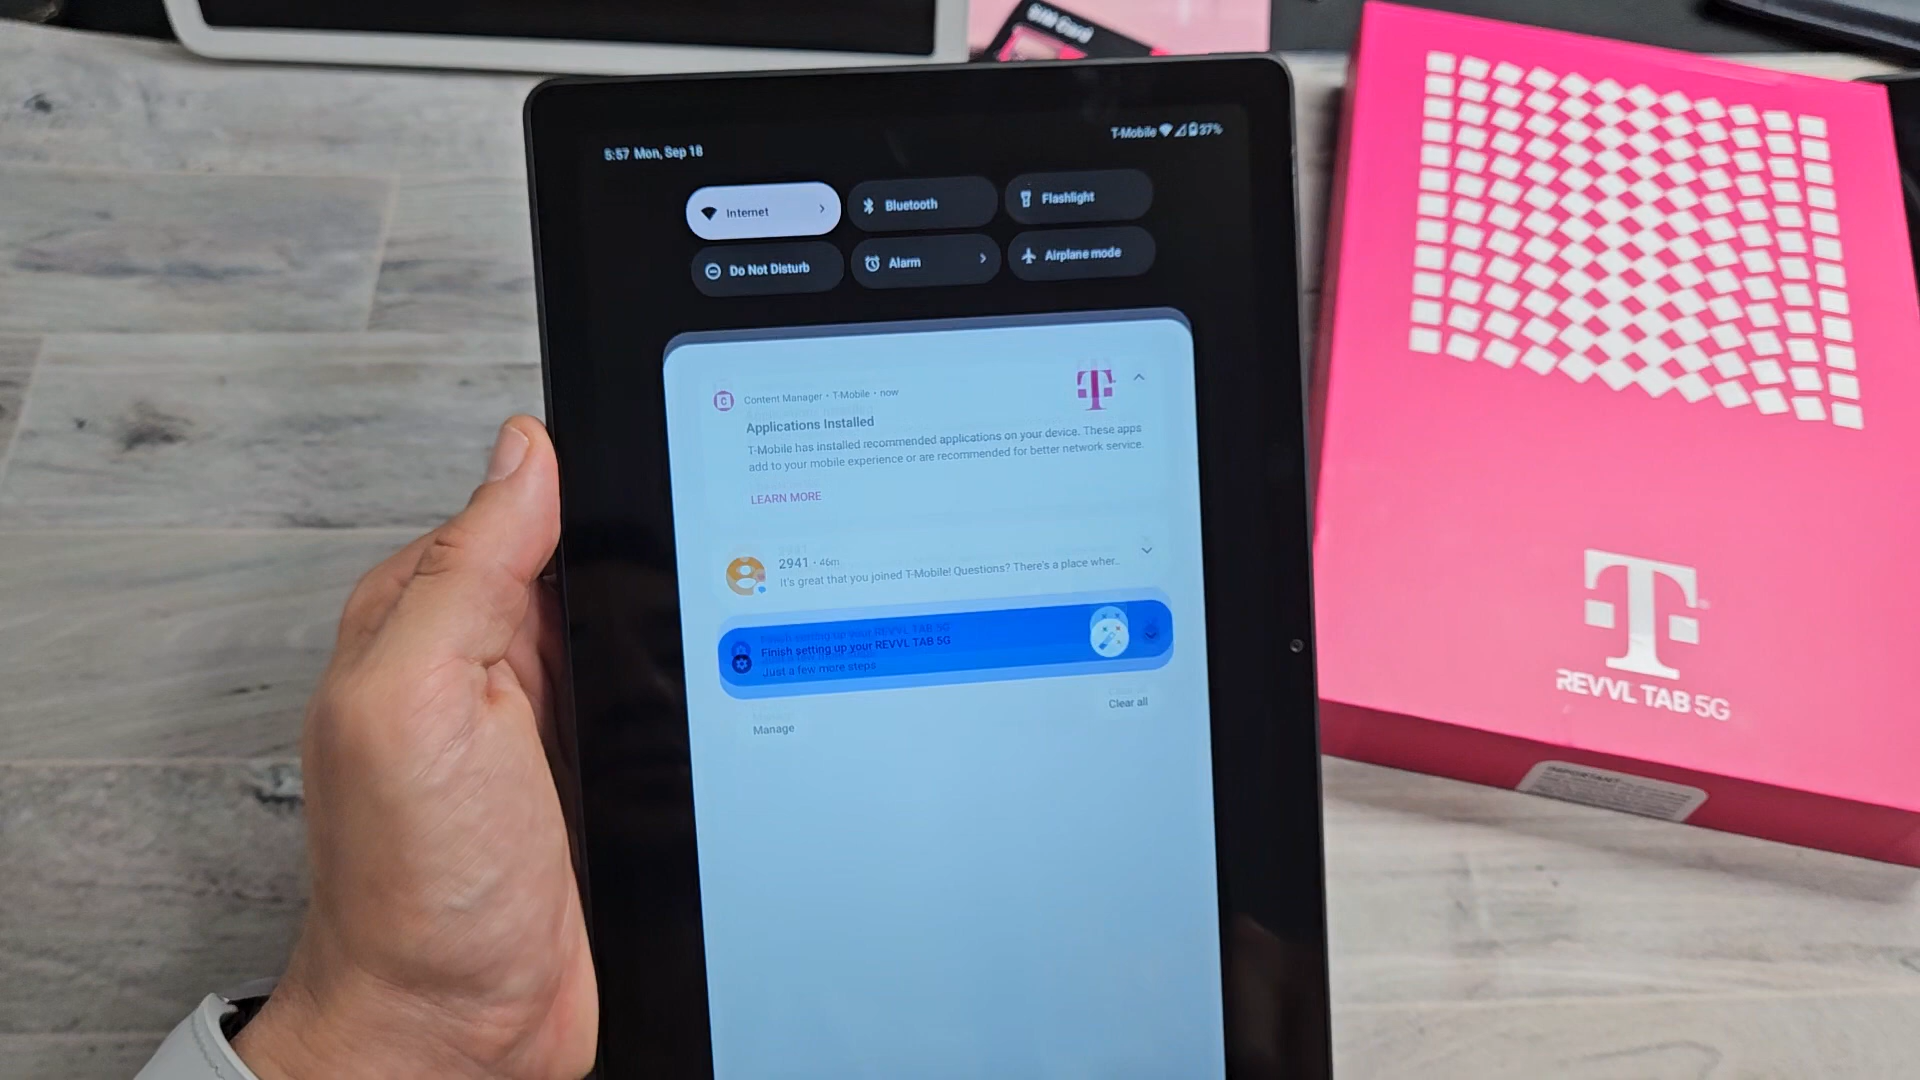 SIM Card
5:57 Mon, Sep 18
T-Mobile 37%
Internet
Bluetooth
Flashlight
Do Not Disturb
Alarm
Airplane mode
Content Manager • T-Mobile • now
Applications Installed
T-Mobile has installed recommended applications on your device. These apps
add to your mobile experience or are recommended for better network service.
LEARN MORE
2941 • 46m
It's great that you joined T-Mobile! Questions? There's a place wher..
Finish setting up your REVVL TAB 5G
Just a few more steps
Manage
Clear all
T
REVVL TAB 5G
IMPORTANT